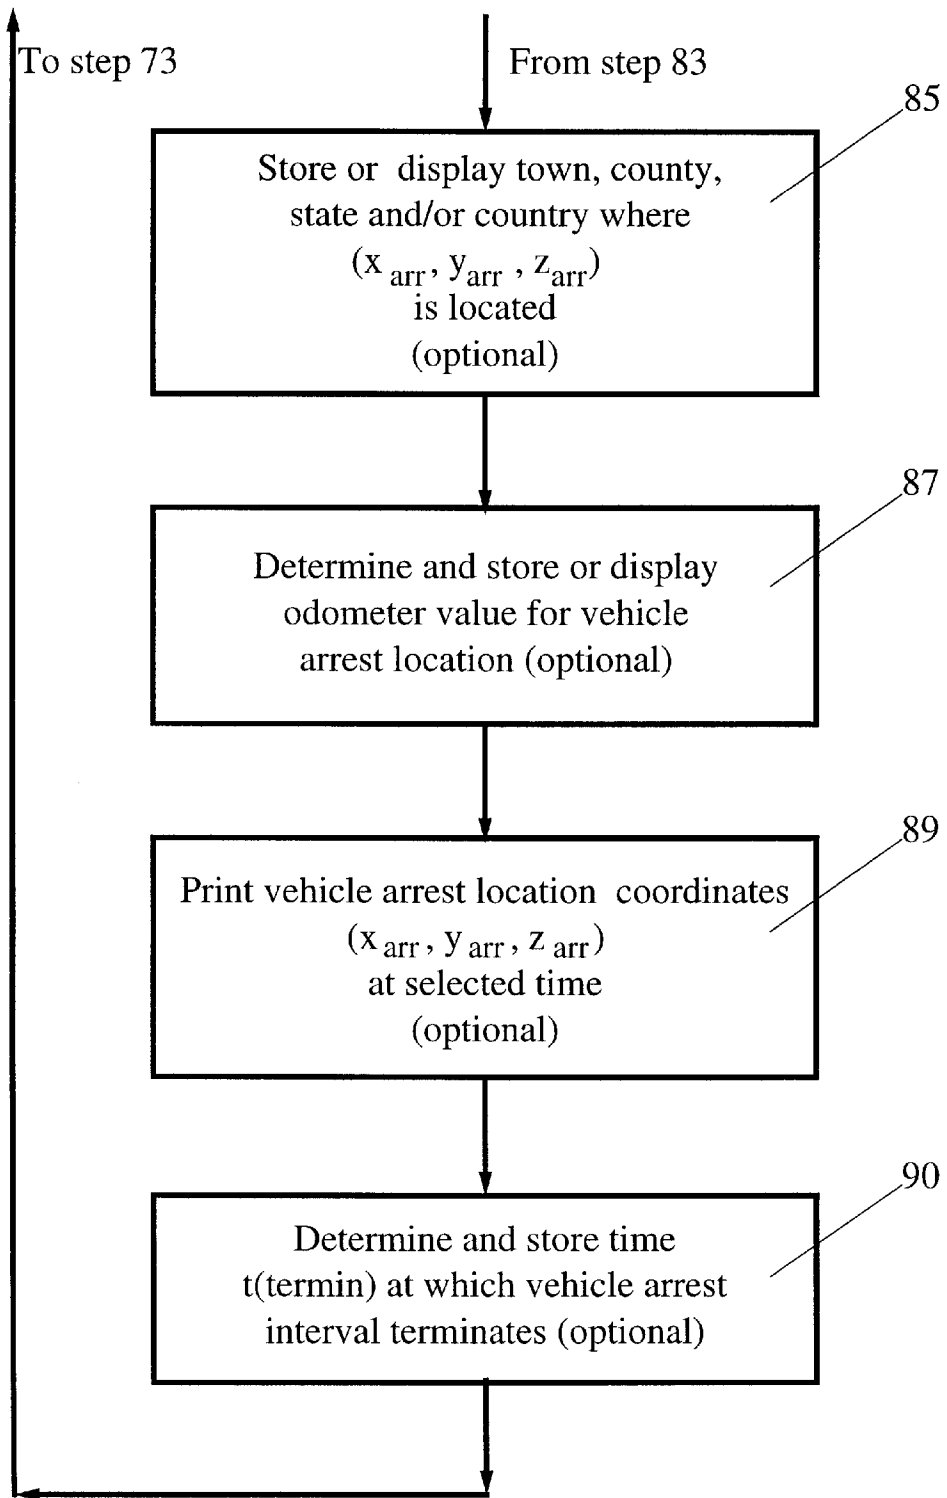 To step 73
From step 83
85
Store or display town, county,
state and/or country where
(x arr, y arr, z arr)
is located
(optional)
87
Determine and store or display
odometer value for vehicle
arrest location (optional)
89
Print vehicle arrest location coordinates
(x arr, y arr, z arr)
at selected time
(optional)
90
Determine and store time
t(termin) at which vehicle arrest
interval terminates (optional)